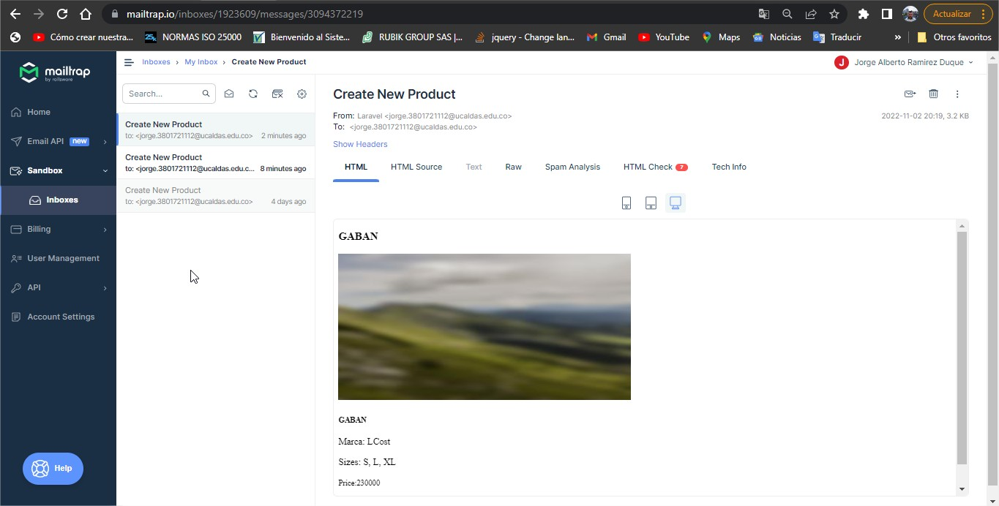 mailtrap.io/inboxes/1923609/messages/3094372219
Actualizar
Cómo crear nuestra...
25K
NORMAS ISO 25000
Bienvenido al Siste...
RUBIK GROUP SAS |...
jquery - Change lan...
Gmail
YouTube
Maps
Noticias
Traducir
»
Otros favoritos
mailtrap
by railsware
Home
Email API new
Sandbox
Inboxes
Billing
User Management
API
Account Settings
Help
Inboxes › My Inbox › Create New Product
J Jorge Alberto Ramirez Duque
Search...
Create New Product
to: <jorge.3801721112@ucaldas.edu.co> 2 minutes ago
Create New Product
to: <jorge.3801721112@ucaldas.edu.c... 8 minutes ago
Create New Product
to: <jorge.3801721112@ucaldas.edu.co> 4 days ago
Create New Product
From: Laravel <jorge.3801721112@ucaldas.edu.co>
2022-11-02 20:19, 3.2 KB
To: <jorge.3801721112@ucaldas.edu.co>
Show Headers
HTML
HTML Source
Text
Raw
Spam Analysis
HTML Check 7
Tech Info
GABAN
GABAN
Marca: LCost
Sizes: S, L, XL
Price:230000